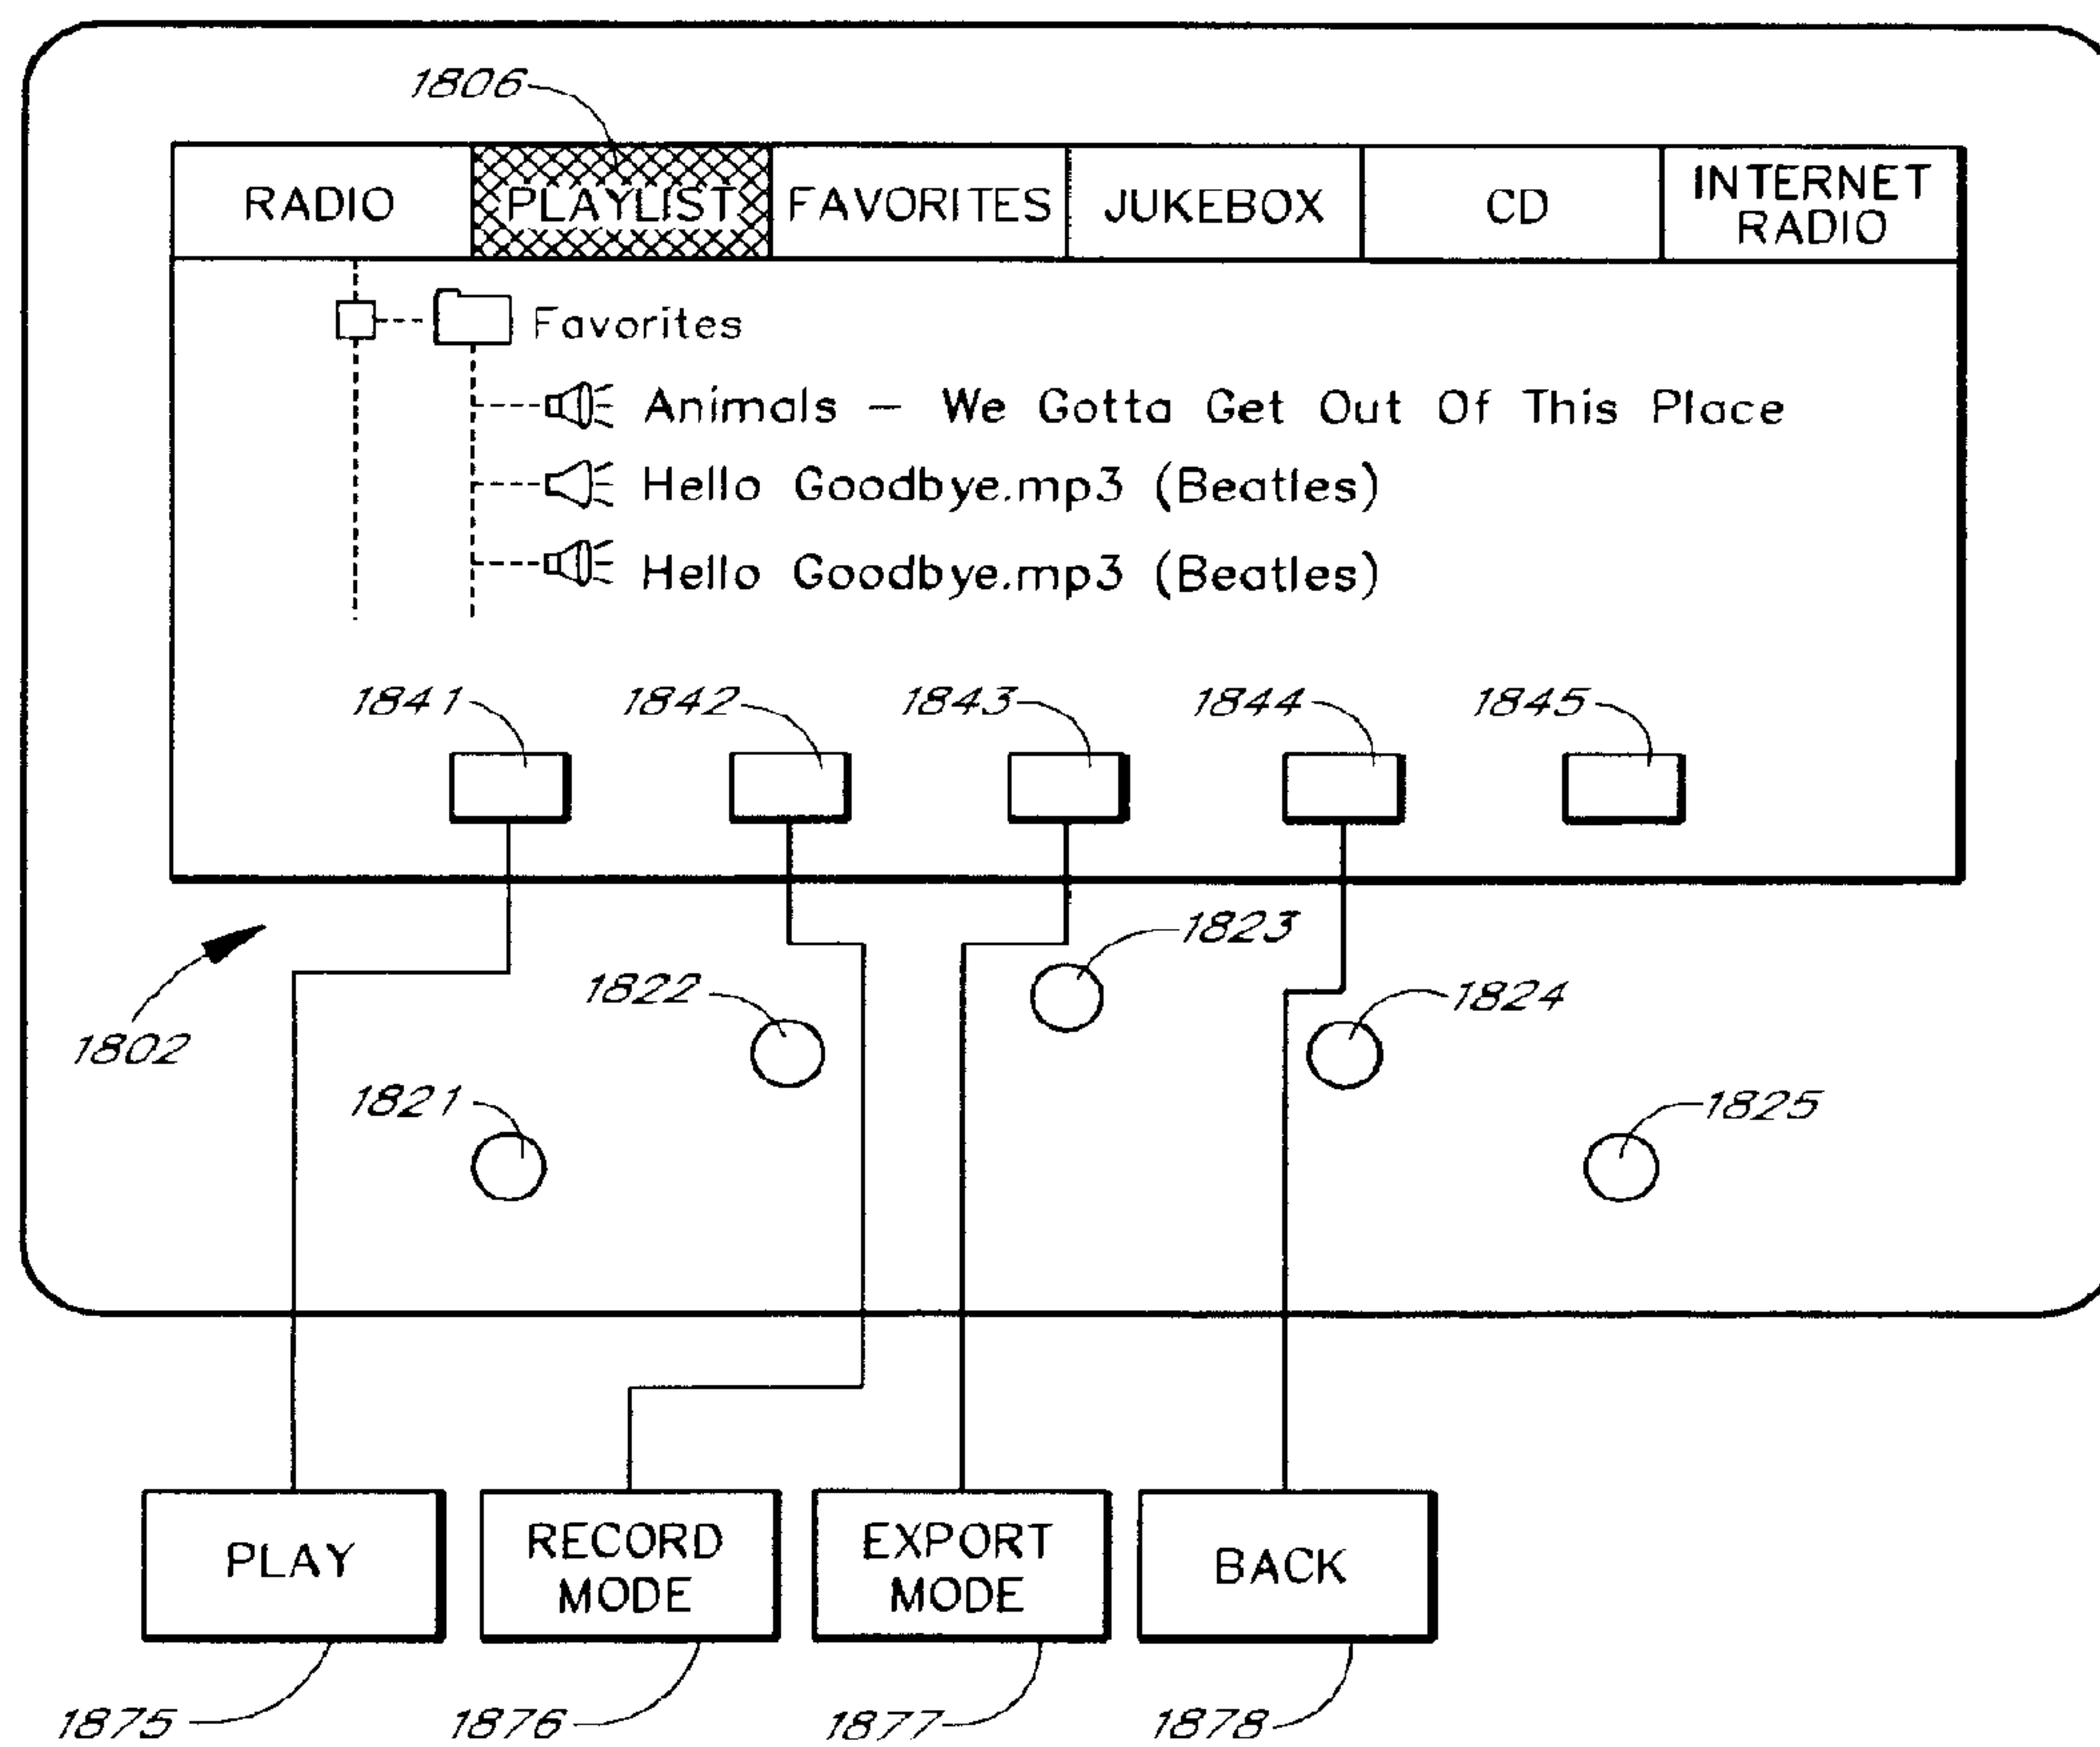 1806
RADIO PLAYLIST FAVORITES JUKEBOX CD INTERNET RADIO
Favorites
Animals – We Gotta Get Out Of This Place
Hello Goodbye.mp3 (Beatles)
Hello Goodbye.mp3 (Beatles)
1841 1842 1843 1844 1845
1823
1822 1824
1802
1821 1825
PLAY RECORD MODE EXPORT MODE BACK
1875 1876 1877 1878